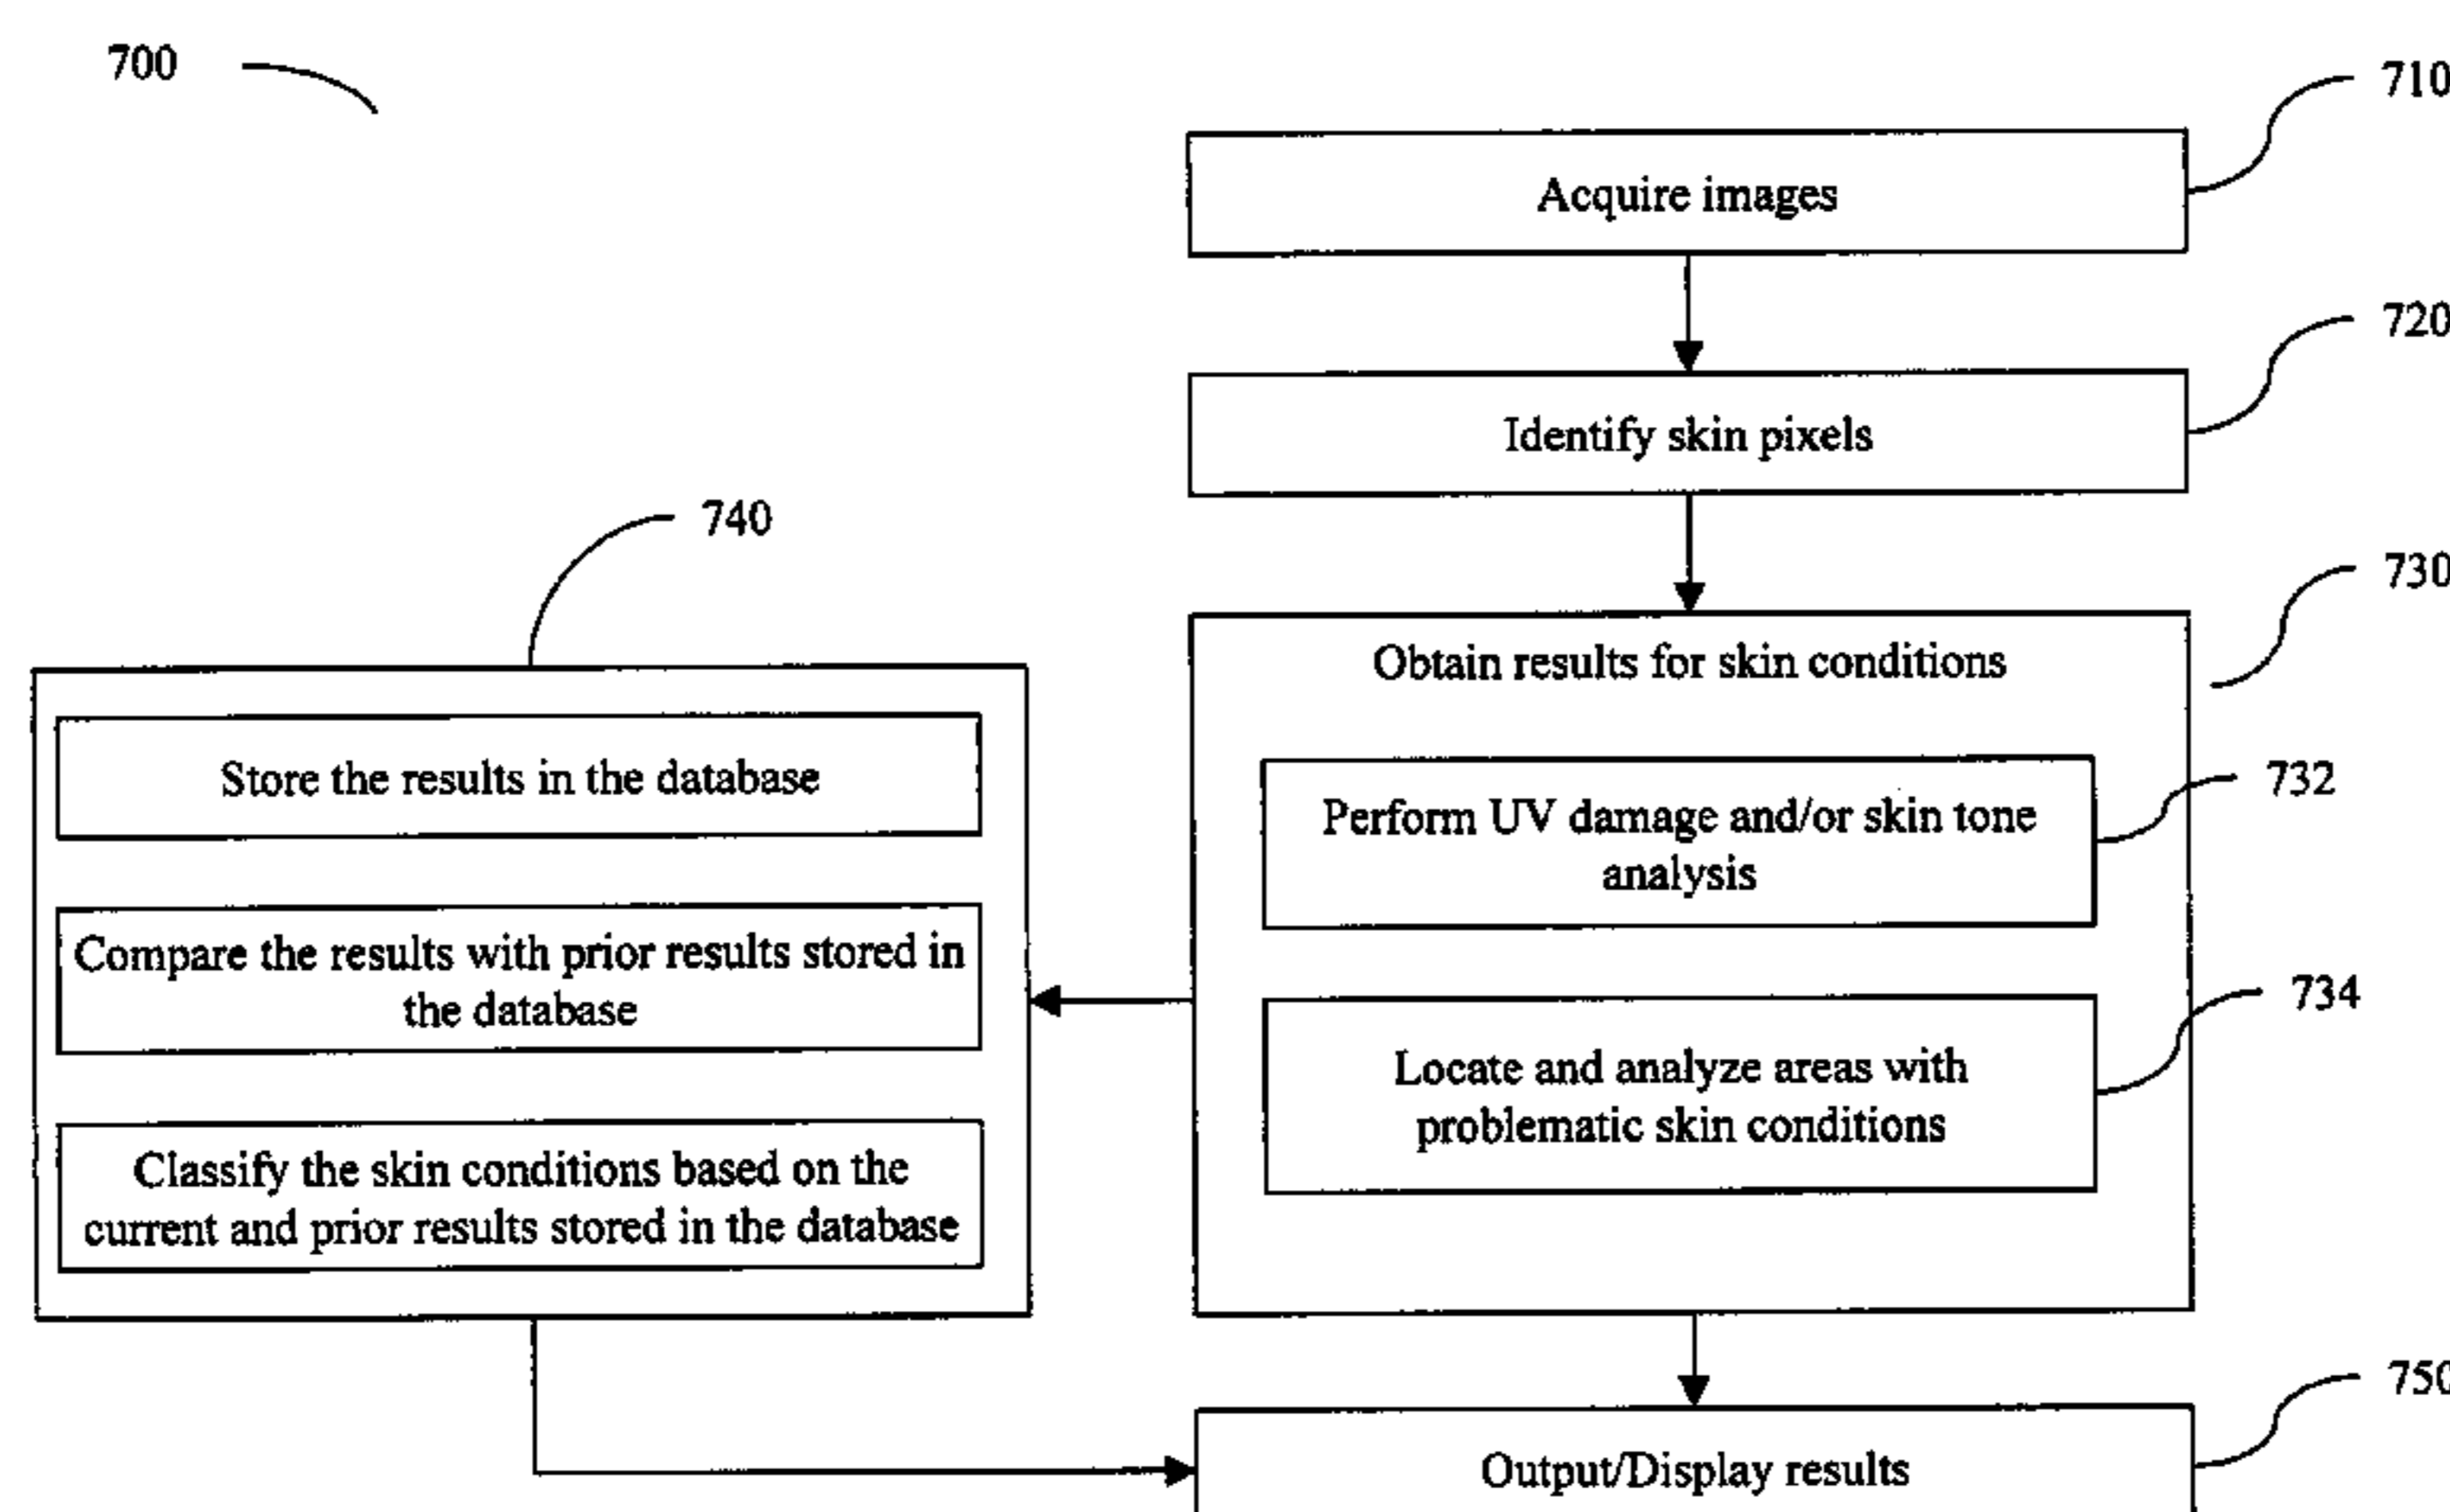 700
710
Acquire images
720
Identify skin pixels
740
730
Obtain results for skin conditions
Store the results in the database
Perform UV damage and/or skin tone
analysis
732
Compare the results with prior results stored in
the database
734
Locate and analyze areas with
problematic skin conditions
Classify the skin conditions based on the
current and prior results stored in the database
750
Output/Display results